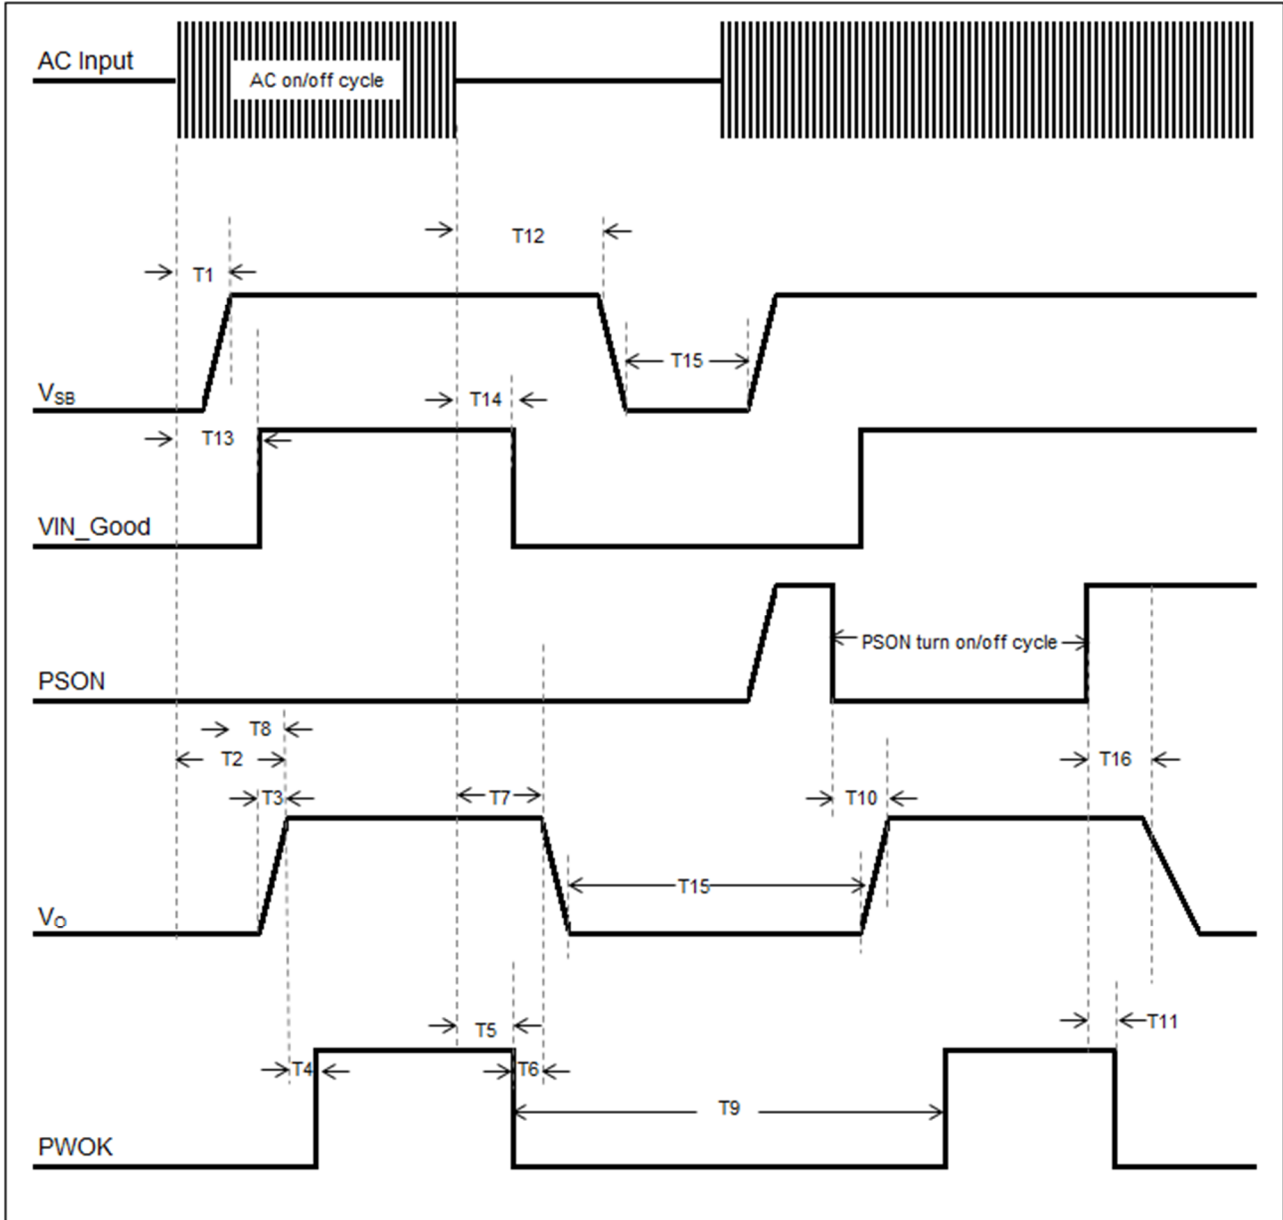 AC Input
AC on/off cycle
T12
T1
T15
VSB
T14
T13
VIN_Good
PSON turn on/off cycle
PSON
T8
T2
T16
T3
T7
T10
T15
VO
T5
T11
T4
T6
T9
PWOK